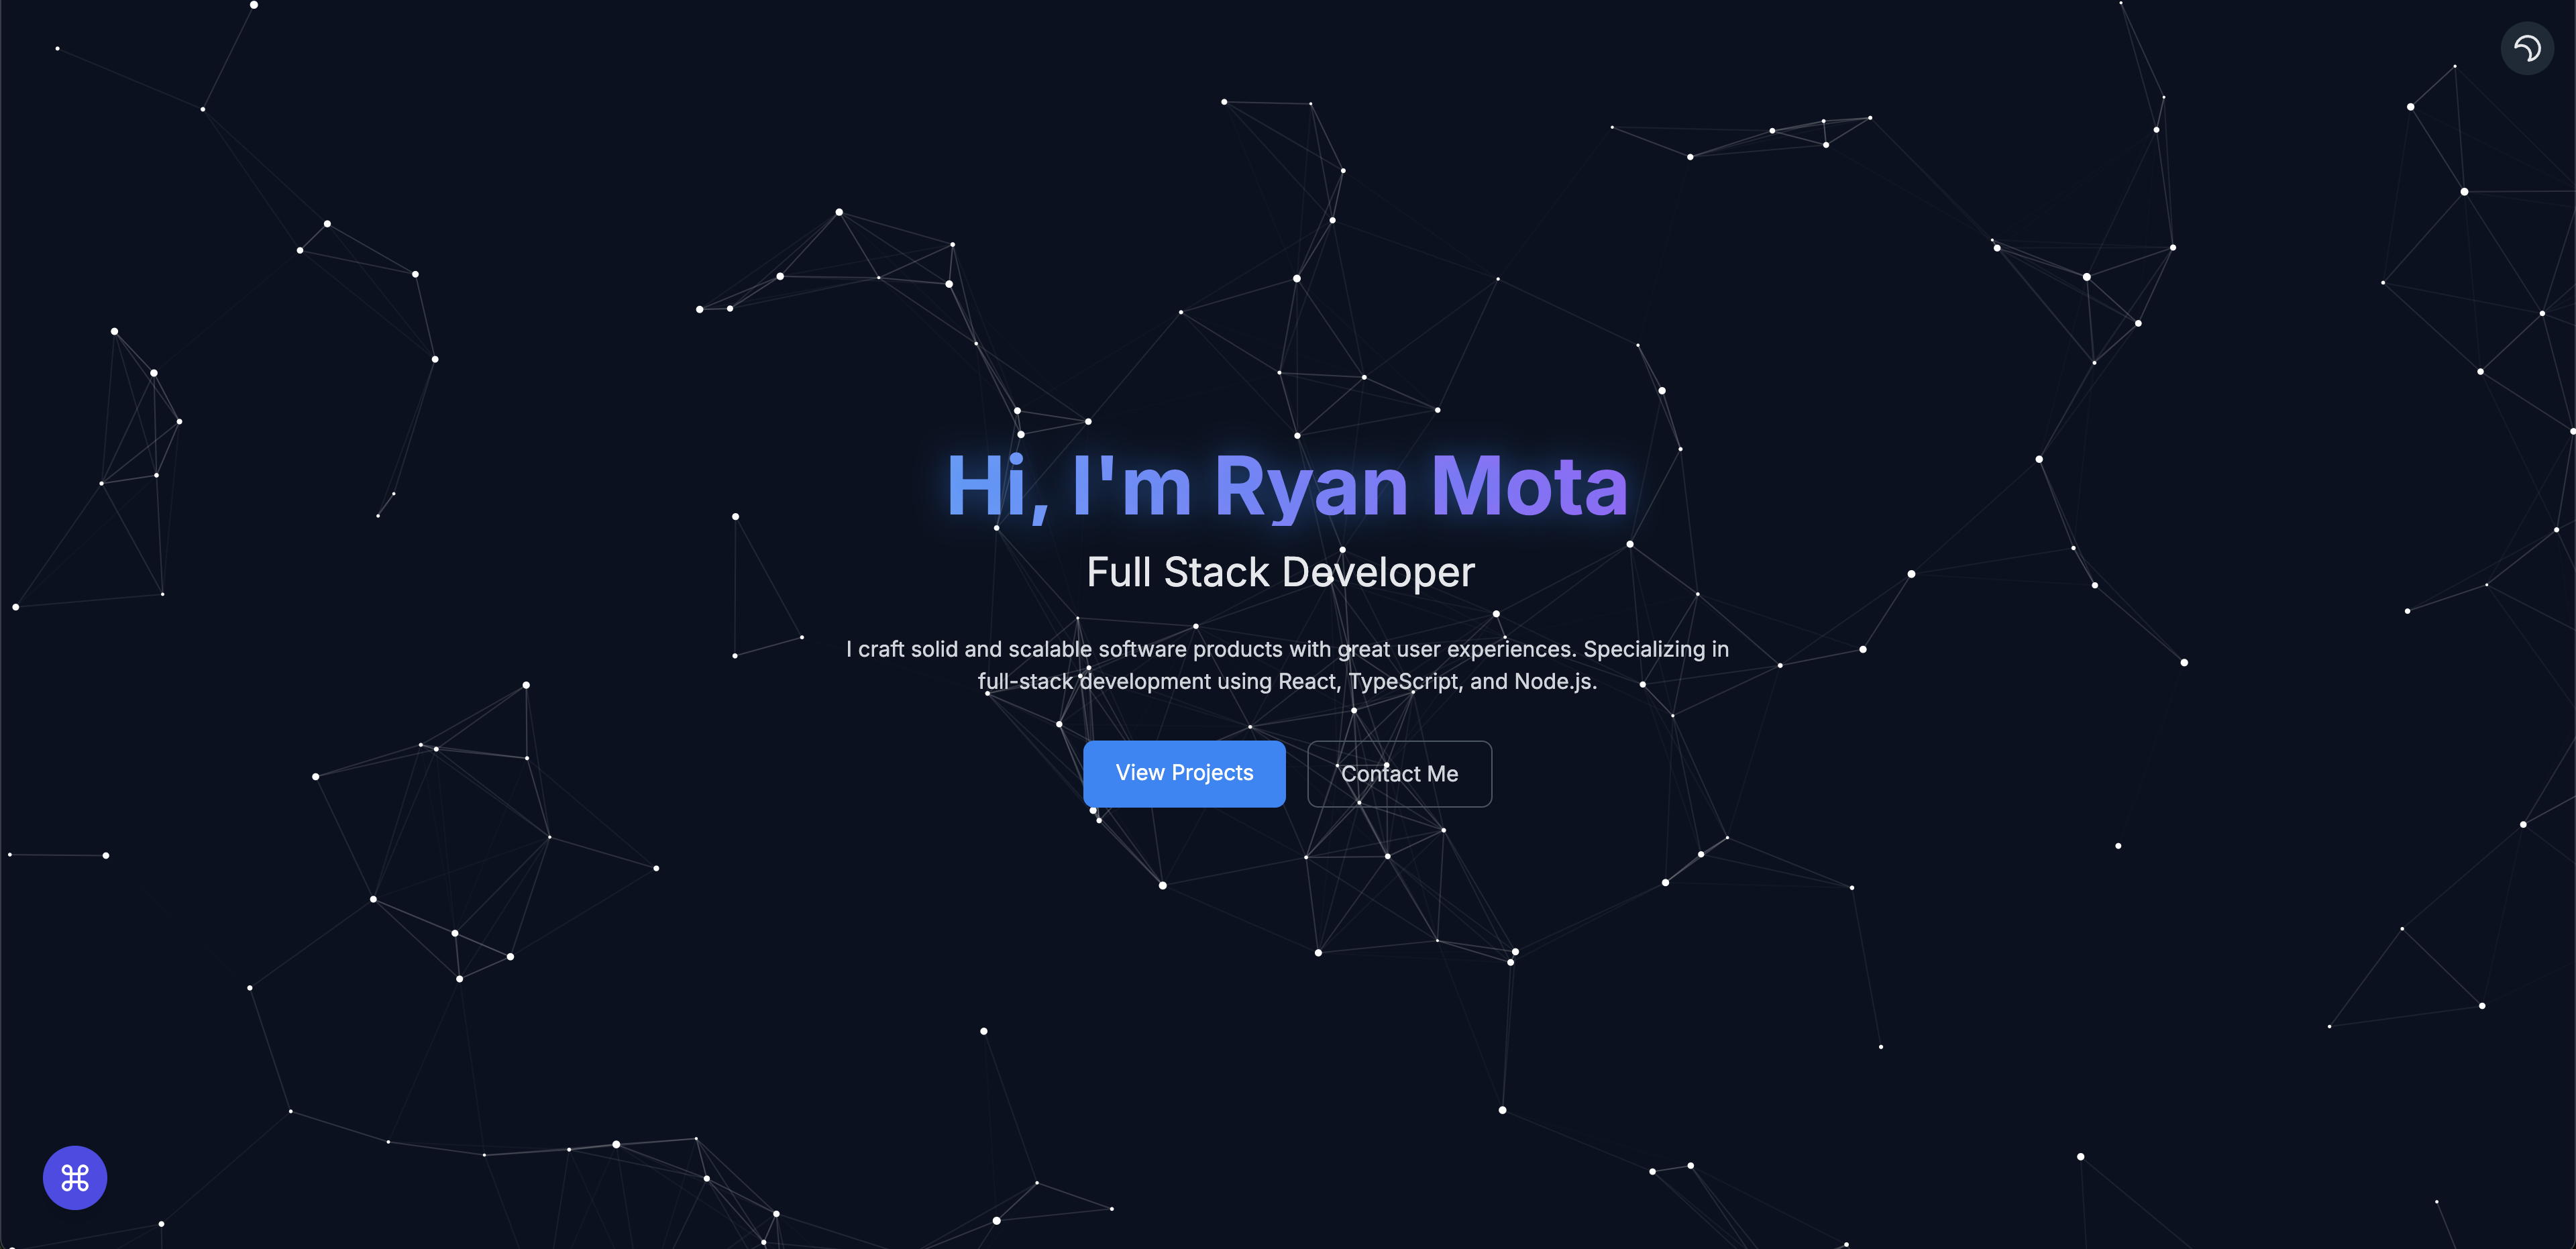 Hi, I'm Ryan Mota
Full Stack Developer
I craft solid and scalable software products with great user experiences. Specializing in
full-stack development using React, TypeScript, and Node.js.
View Projects
Contact Me